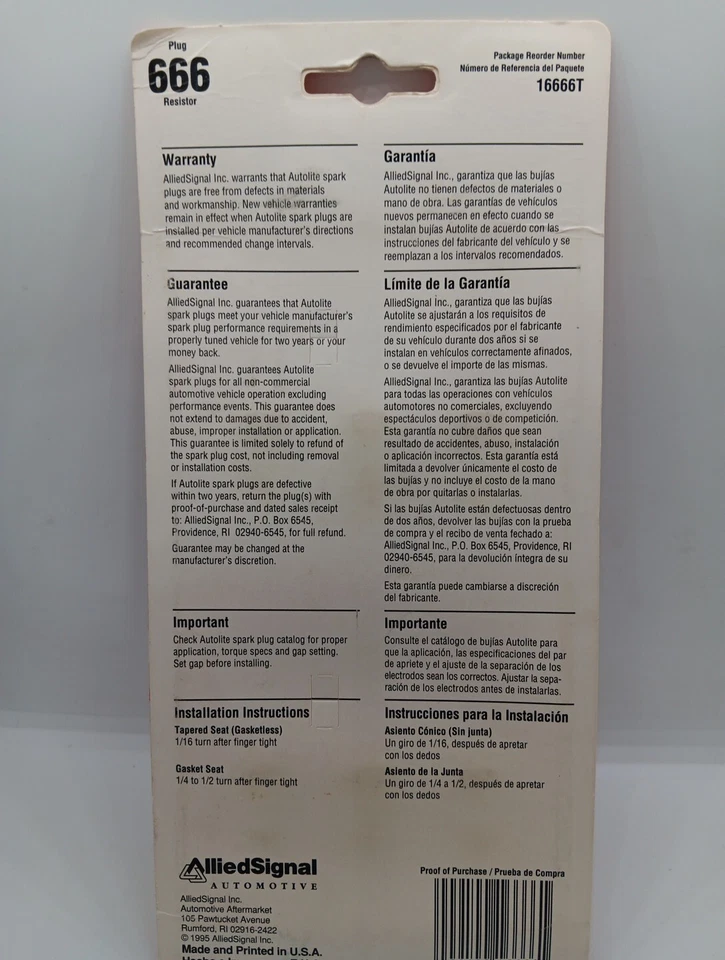 Plug
666
Resistor
Package Reorder Number
Número de Referencia del Paquete
16666T
Warranty
AlliedSignal Inc. warrants that Autolite spark
plugs are free from defects in materials
and workmanship. New vehicle warranties
remain in effect when Autolite spark plugs are
installed per vehicle manufacturer's directions
and recommended change intervals.
Guarantee
AlliedSignal Inc. guarantees that Autolite
spark plugs meet your vehicle manufacturer's
spark plug performance requirements in a
properly tuned vehicle for two years or your
money back.
AlliedSignal Inc. guarantees Autolite
spark plugs for all non-commercial
automotive vehicle operation excluding
performance events. This guarantee does
not extend to damages due to accident,
abuse, improper installation or application.
This guarantee is limited solely to refund of
the spark plug cost, not including removal
or installation costs.
If Autolite spark plugs are defective
within two years, return the plug(s) with
proof-of-purchase and dated sales receipt
to: AlliedSignal Inc., P.O. Box 6545,
Providence, RI 02940-6545, for full refund.
Guarantee may be changed at the
manufacturer's discretion.
Important
Check Autolite spark plug catalog for proper
application, torque specs and gap setting.
Set gap before installing.
Installation Instructions
Tapered Seat (Gasketless)
1/16 turn after finger tight
Gasket Seat
1/4 to 1/2 turn after finger tight
Garantía
AlliedSignal Inc., garantiza que las bujías
Autolite no tienen defectos de materiales o
mano de obra. Las garantías de vehículos
nuevos permanecen en efecto cuando se
instalan bujías Autolite de acuerdo con las
instrucciones del fabricante del vehículo y se
reemplazan a los intervalos recomendados.
Límite de la Garantía
AlliedSignal Inc., garantiza que las bujías
Autolite se ajustarán a los requisitos de
rendimiento especificados por el fabricante
de su vehículo durante dos años si se
instalan en vehículos correctamente afinados,
o se devuelve el importe de las mismas.
AlliedSignal Inc., garantiza las bujías Autolite
para todas las operaciones con vehículos
automotores no comerciales, excluyendo
espectáculos deportivos o de competición.
Esta garantía no cubre daños que sean
resultado de accidentes, abuso, instalación
o aplicación incorrectos. Esta garantía está
limitada a devolver únicamente el costo de
las bujías y no incluye el costo de la mano
de obra por quitarlas o instalarlas.
Si las bujías Autolite están defectuosas dentro
de dos años, devolver las bujías con la prueba
de compra y el recibo de venta fechado a:
AlliedSignal Inc., P.O. Box 6545, Providence, RI
02940-6545, para la devolución íntegra de su
dinero.
Esta garantía puede cambiarse a discreción
del fabricante.
Importante
Consulte el catálogo de bujías Autolite para
que la aplicación, las especificaciones del par
de apriete y el ajuste de la separación de los
electrodos sean los correctos. Ajustar la sepa-
ración de los electrodos antes de instalarlas.
Instrucciones para la Instalación
Asiento Cónico (Sin junta)
Un giro de 1/16, después de apretar
con los dedos
Asiento de la Junta
Un giro de 1/4 a 1/2, después de apretar
con los dedos
AlliedSignal
AUTOMOTIVE
AlliedSignal Inc.
Automotive Aftermarket
105 Pawtucket Avenue
Rumford, RI 02916-2422
© 1995 AlliedSignal Inc.
Made and Printed in U.S.A.
Proof of Purchase / Prueba de Compra